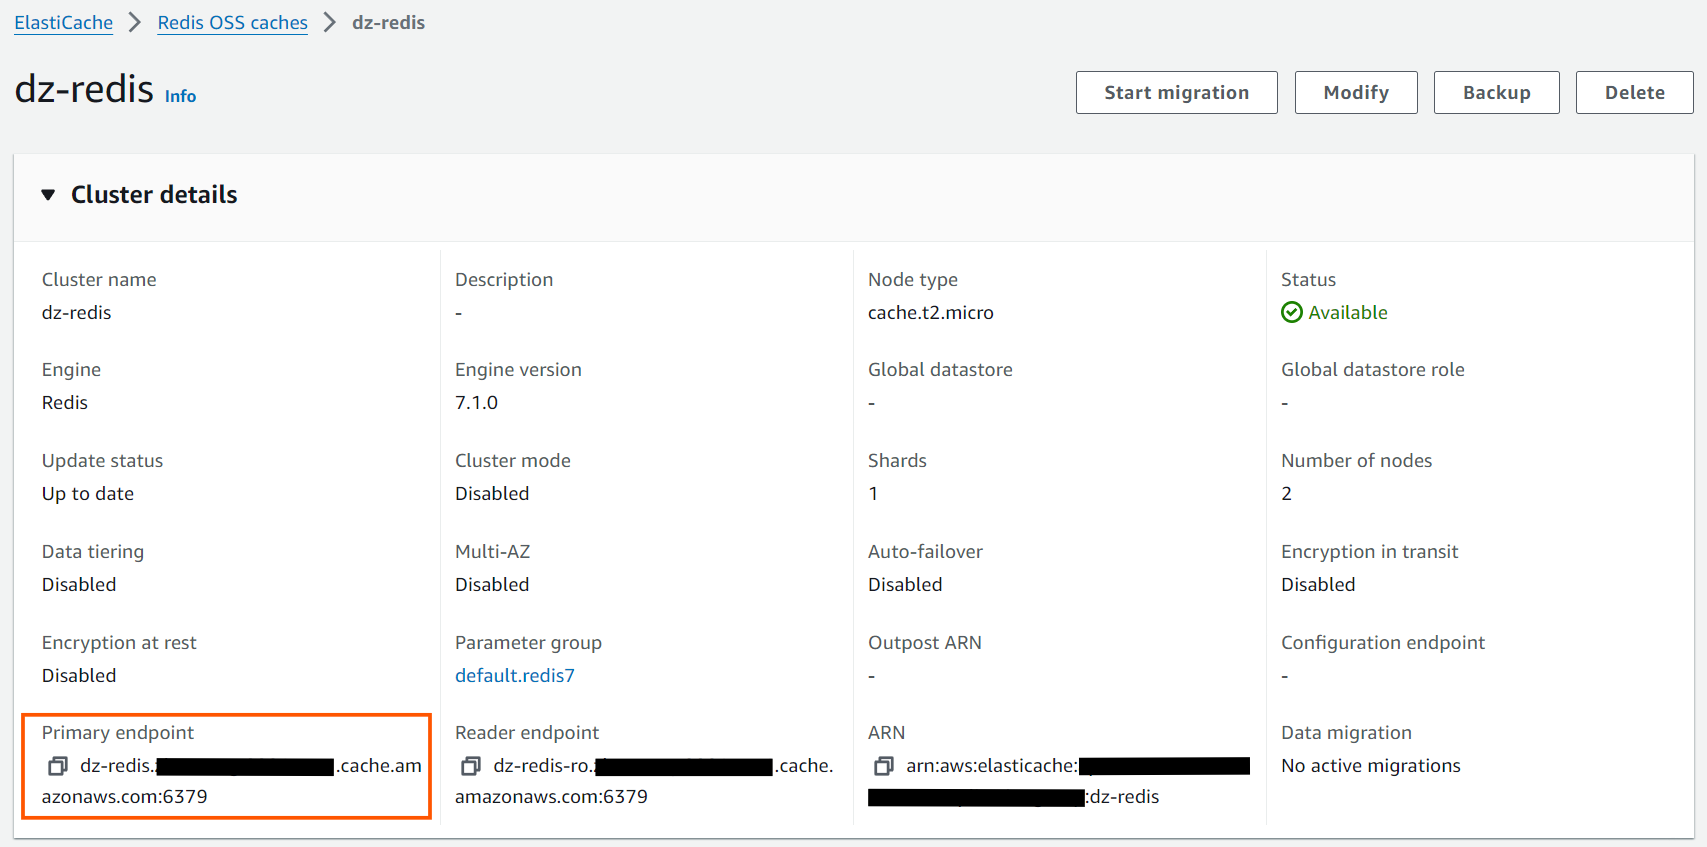 ElastiCache > Redis OSS caches > dz-redis
dz-redis Info
Start migration Modify Backup Delete
Cluster details
Cluster name
dz-redis
Description
-
Node type
cache.t2.micro
Status
Available
Engine
Redis
Engine version
7.1.0
Global datastore
-
Global datastore role
-
Update status
Up to date
Cluster mode
Disabled
Shards
1
Number of nodes
2
Data tiering
Disabled
Multi-AZ
Disabled
Auto-failover
Disabled
Encryption in transit
Disabled
Encryption at rest
Disabled
Parameter group
default.redis7
Outpost ARN
-
Configuration endpoint
-
Primary endpoint
dz-redis. .cache.am
azonaws.com:6379
Reader endpoint
dz-redis-ro. .cache.
amazonaws.com:6379
ARN
arn:aws:elasticache:
:dz-redis
Data migration
No active migrations